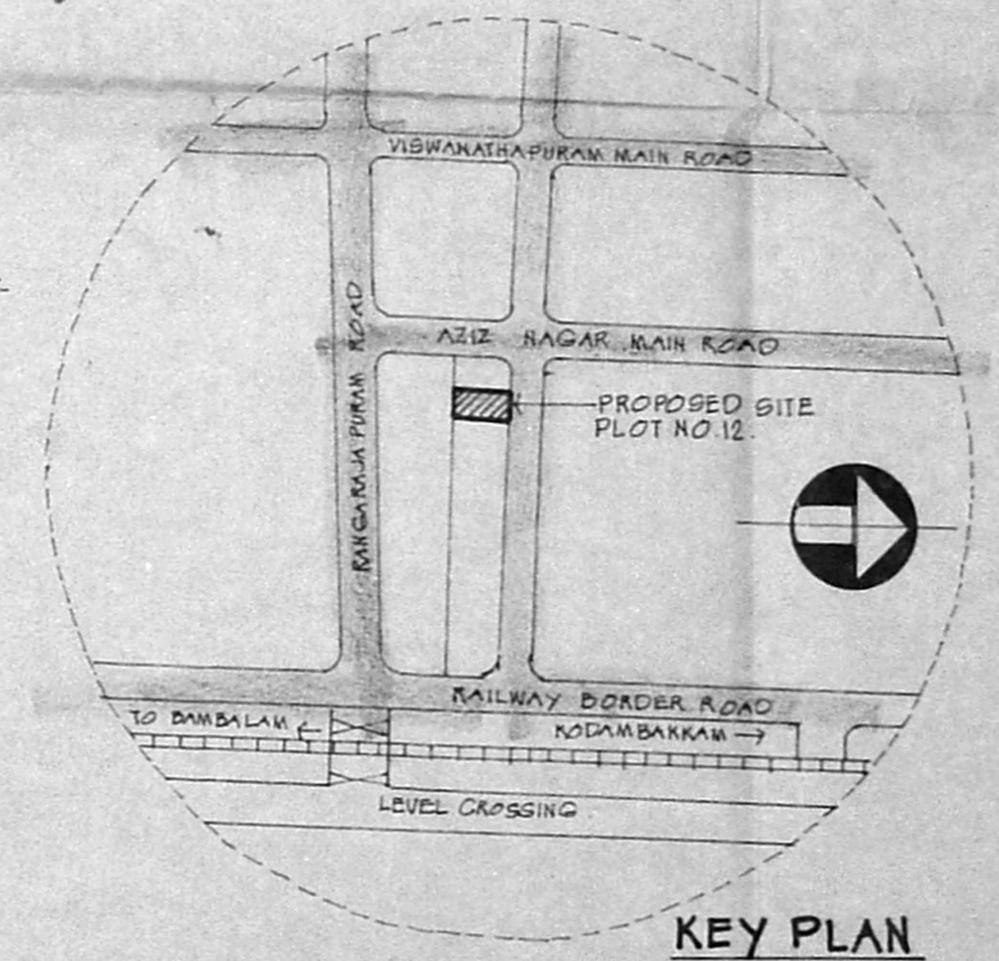 VISWANATHAPURAM MAIN ROAD
RANGARAJAPURAM ROAD
AZIZ NAGAR MAIN ROAD
PROPOSED SITE
PLOT NO.12.
RAILWAY BORDER ROAD
TO BAMBALAM ←
KODAMBAKKAM →
LEVEL CROSSING
KEY PLAN